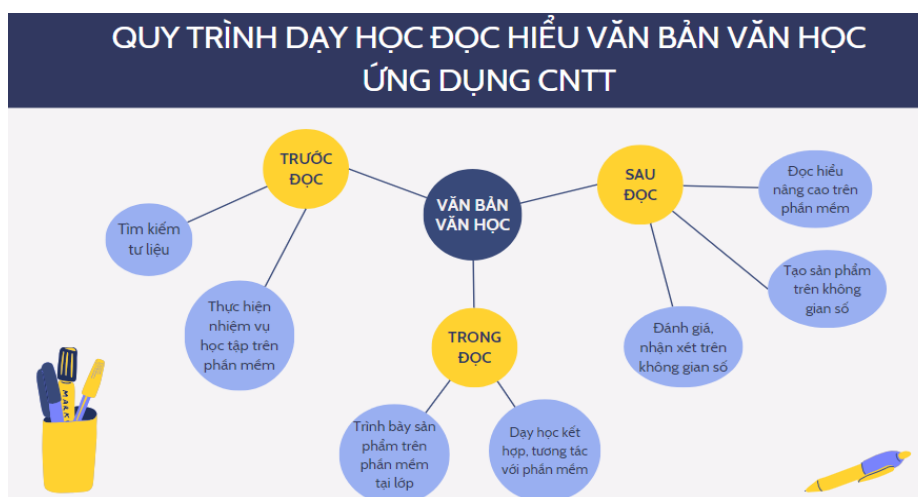 QUY TRÌNH DẠY HỌC ĐỌC HIỂU VĂN BẢN VĂN HỌC
ỨNG DỤNG CNTT
TRƯỚC
ĐỌC
Tìm kiếm
tư liệu
Thực hiện
nhiệm vụ
học tập trên
phần mềm
VĂN BẢN
VĂN HỌC
TRONG
ĐỌC
Trình bày sản
phẩm trên
phần mềm
tại lớp
Dạy học kết
hợp, tương tác
với phần mềm
SAU
ĐỌC
Đọc hiểu
nâng cao trên
phần mềm
Tạo sản phẩm
trên không
gian số
Đánh giá,
nhận xét trên
không gian số